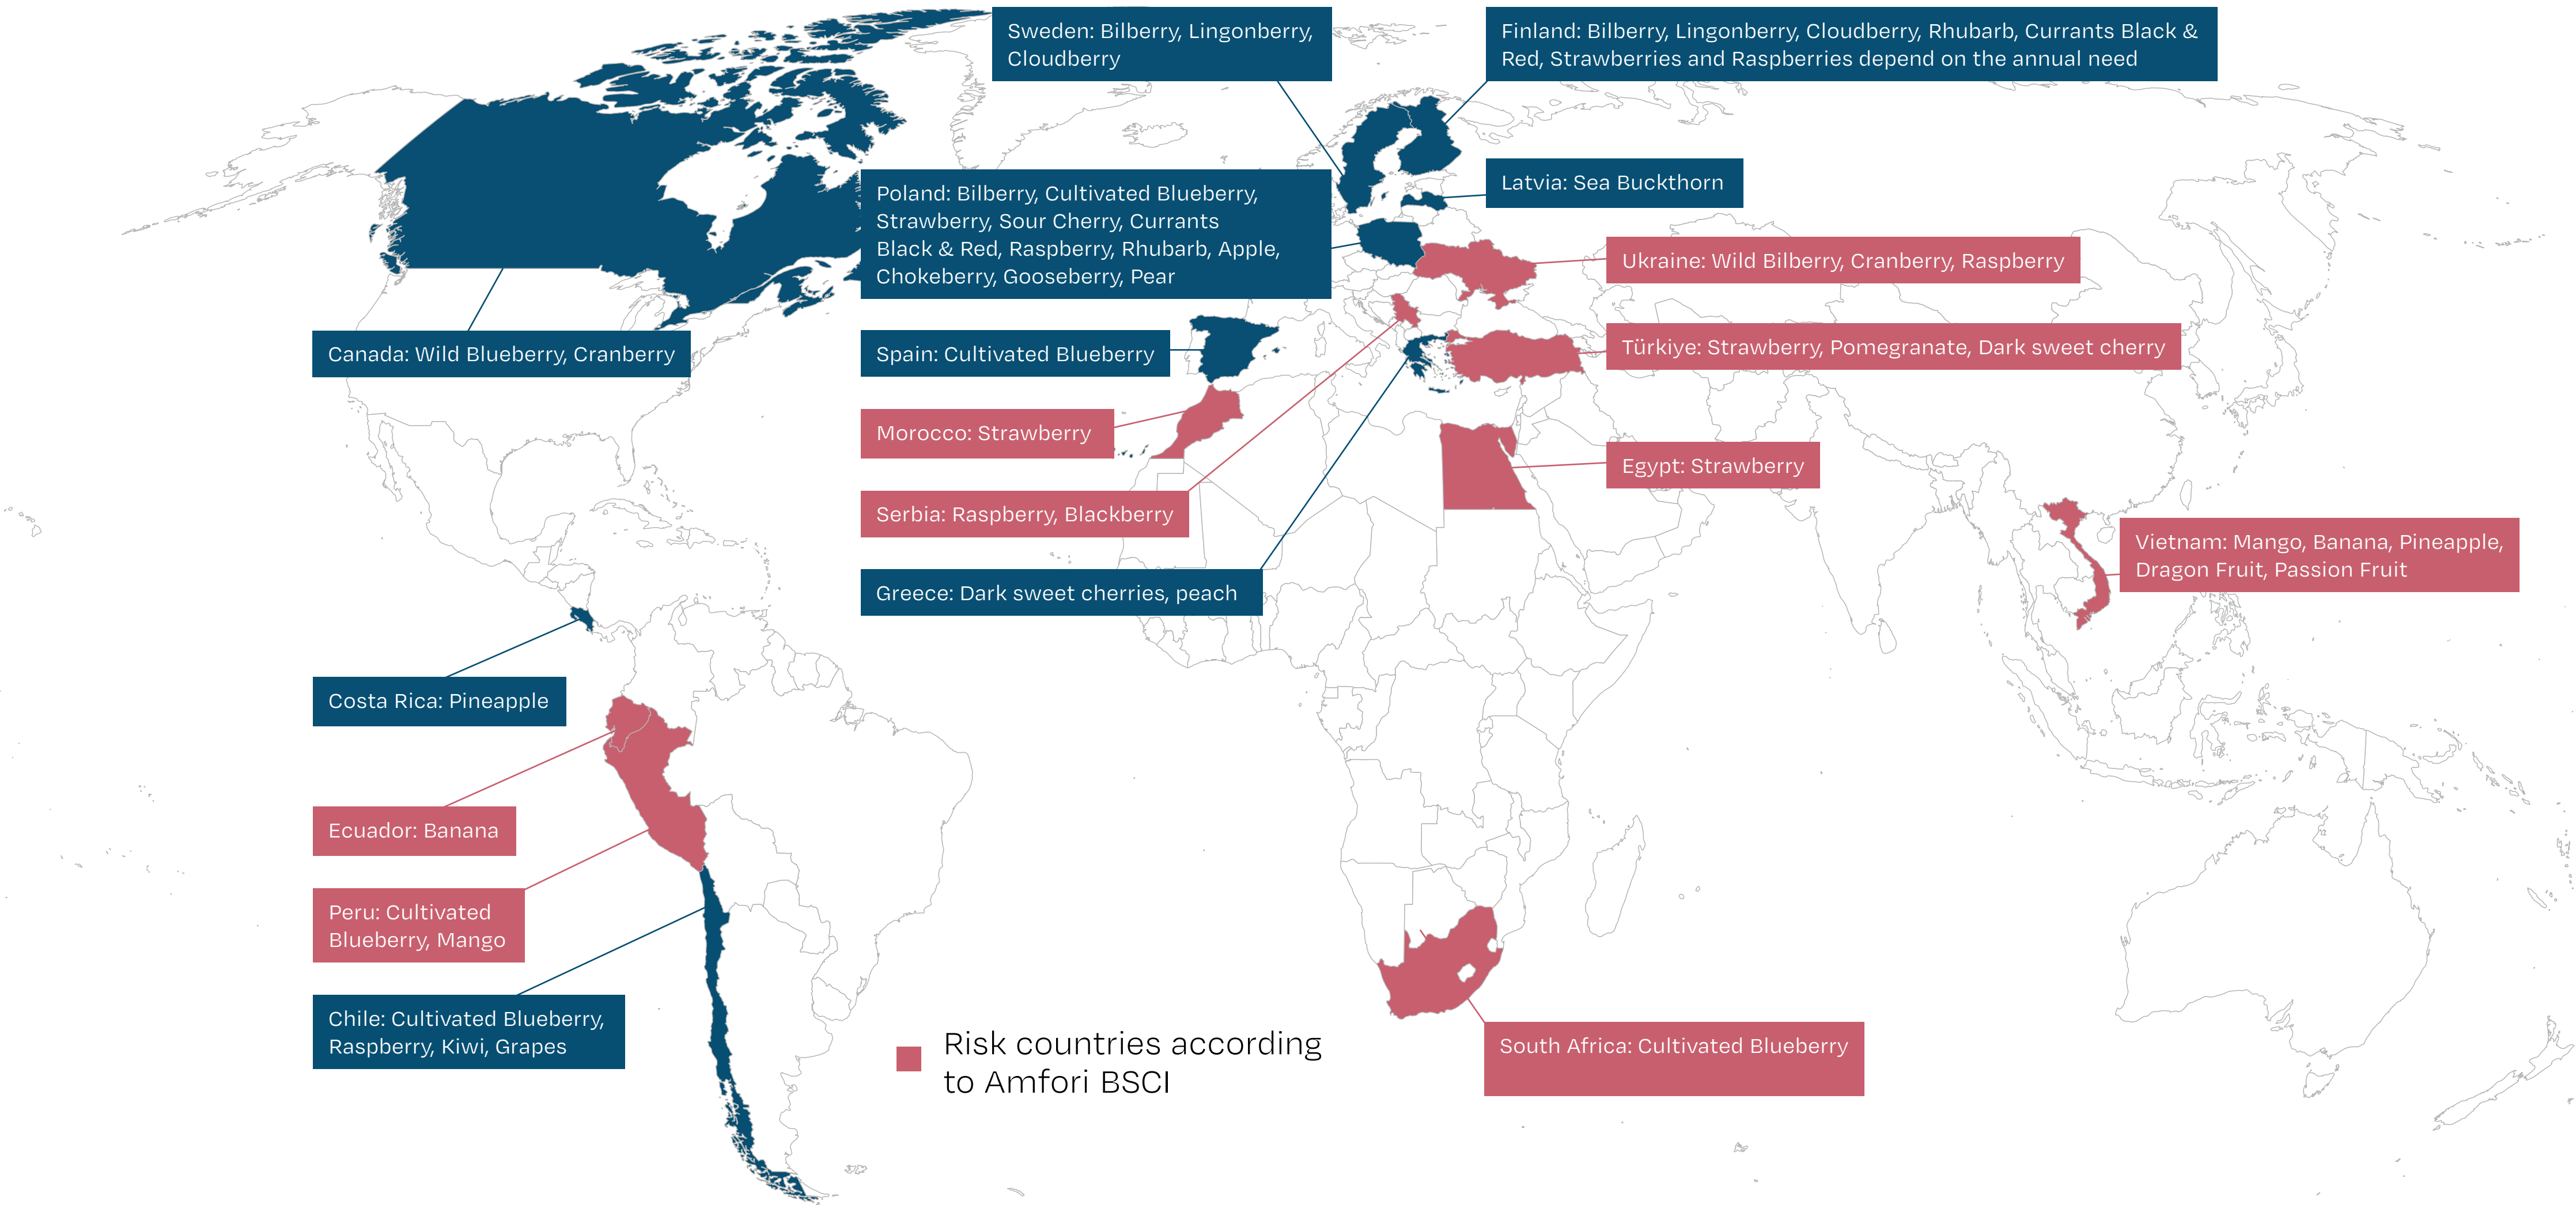 Sweden: Bilberry, Lingonberry,
Cloudberry
Finland: Bilberry, Lingonberry, Cloudberry, Rhubarb, Currants Black &
Red, Strawberries and Raspberries depend on the annual need
Latvia: Sea Buckthorn
Poland: Bilberry, Cultivated Blueberry,
Strawberry, Sour Cherry, Currants
Black & Red, Raspberry, Rhubarb, Apple,
Chokeberry, Gooseberry, Pear
Ukraine: Wild Bilberry, Cranberry, Raspberry
Canada: Wild Blueberry, Cranberry
Spain: Cultivated Blueberry
Türkiye: Strawberry, Pomegranate, Dark sweet cherry
Morocco: Strawberry
Egypt: Strawberry
Serbia: Raspberry, Blackberry
Vietnam: Mango, Banana, Pineapple,
Dragon Fruit, Passion Fruit
Greece: Dark sweet cherries, peach
Costa Rica: Pineapple
Ecuador: Banana
Peru: Cultivated
Blueberry, Mango
Chile: Cultivated Blueberry,
Raspberry, Kiwi, Grapes
Risk countries according
to Amfori BSCI
South Africa: Cultivated Blueberry